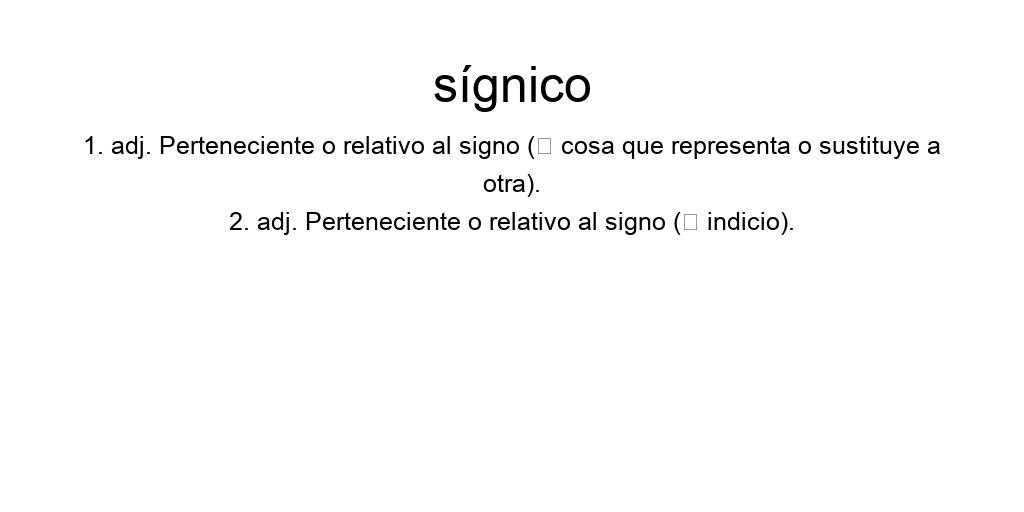 sígnico
1. adj. Perteneciente o relativo al signo (□ cosa que representa o sustituye a
otra).
2. adj. Perteneciente o relativo al signo (□ indicio).